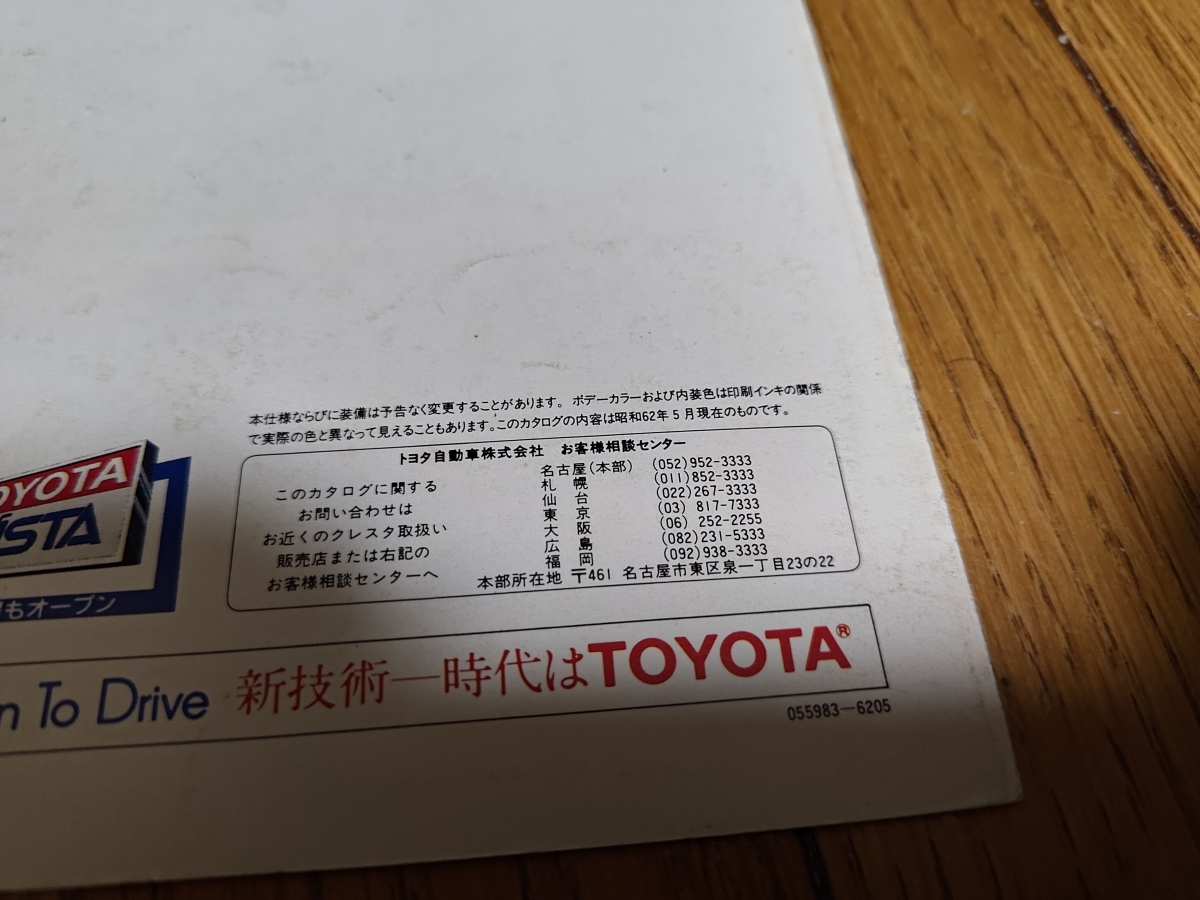 本仕様ならびに装備は予告なく変更することがあります。ボデーカラーおよび内装色は印刷インキの関係
で実際の色と異なって見えることもあります。このカタログの内容は昭和62年5月現在のものです。
トヨタ自動車株式会社 お客様相談センター
このカタログに関する
お問い合わせは
お近くのクレスタ取扱い
販売店または右記の
お客様相談センターへ
名古屋(本部) (052)952-3333
札幌 (011)852-3333
仙台 (022)267-3333
東京 (03) 817-7333
大阪 (06) 252-2255
広島 (082)231-5333
福岡 (092)938-3333
本部所在地 〒461 名古屋市東区泉一丁目23の22
OYOTA
ISTA
もオープン
n To Drive 新技術―時代はTOYOTA®
055983―6205